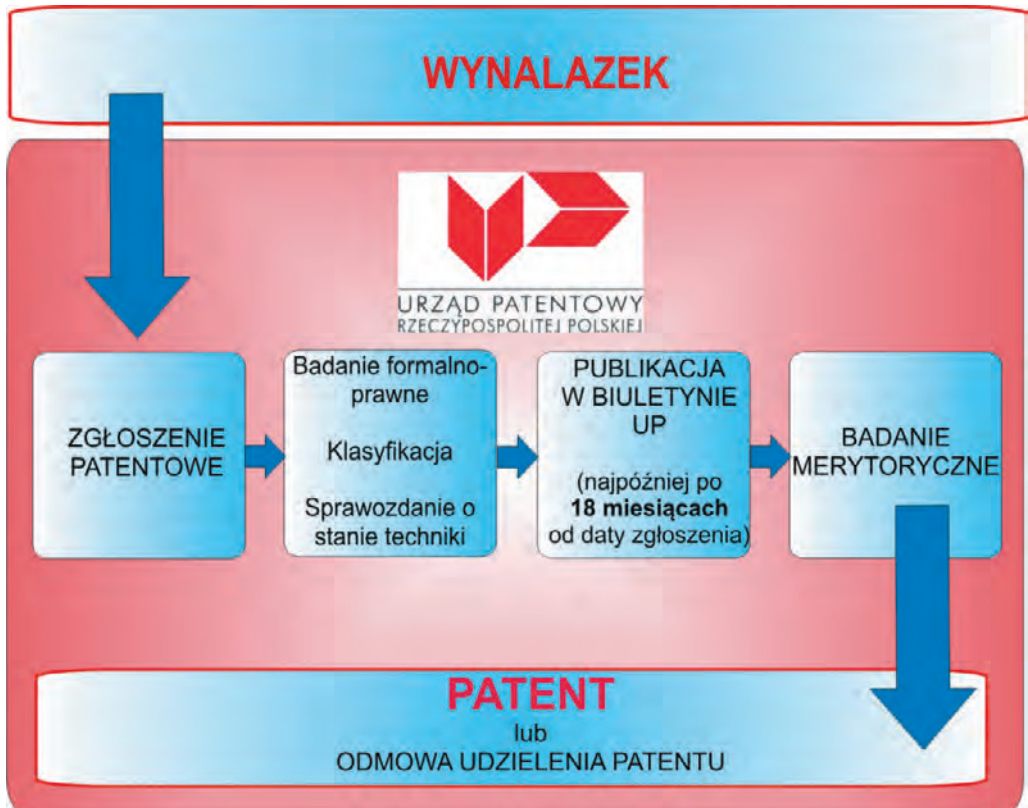 WYNALAZEK
URZĄD PATENTOWY
RZECZYPOSPOLITEJ POLSKIEJ
ZGŁOSZENIE
PATENTOWE
Badanie formalno-
prawne
Klasyfikacja
Sprawozdanie o
stanie techniki
PUBLIKACJA
W BIULETYNIE
UP
(najpóźniej po
18 miesiącach
od daty zgłoszenia)
BADANIE
MERYTORYCZNE
PATENT
lub
ODMOWA UDZIELENIA PATENTU